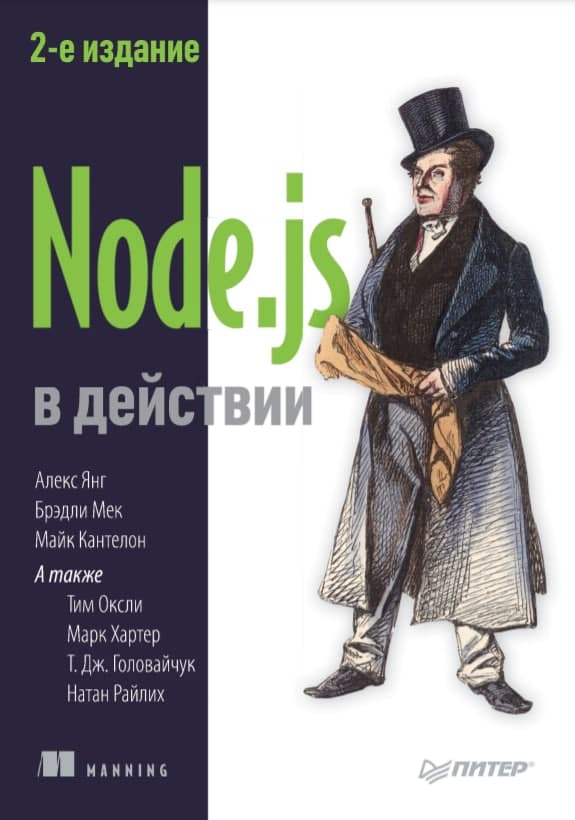 2-е издание
Node.js
в действии
Алекс Янг
Брэдли Мек
Майк Кантелон
А также
Тим Оксли
Марк Хартер
Т. Дж. Головайчук
Натан Райлих
MANNING
ПИТЕР®